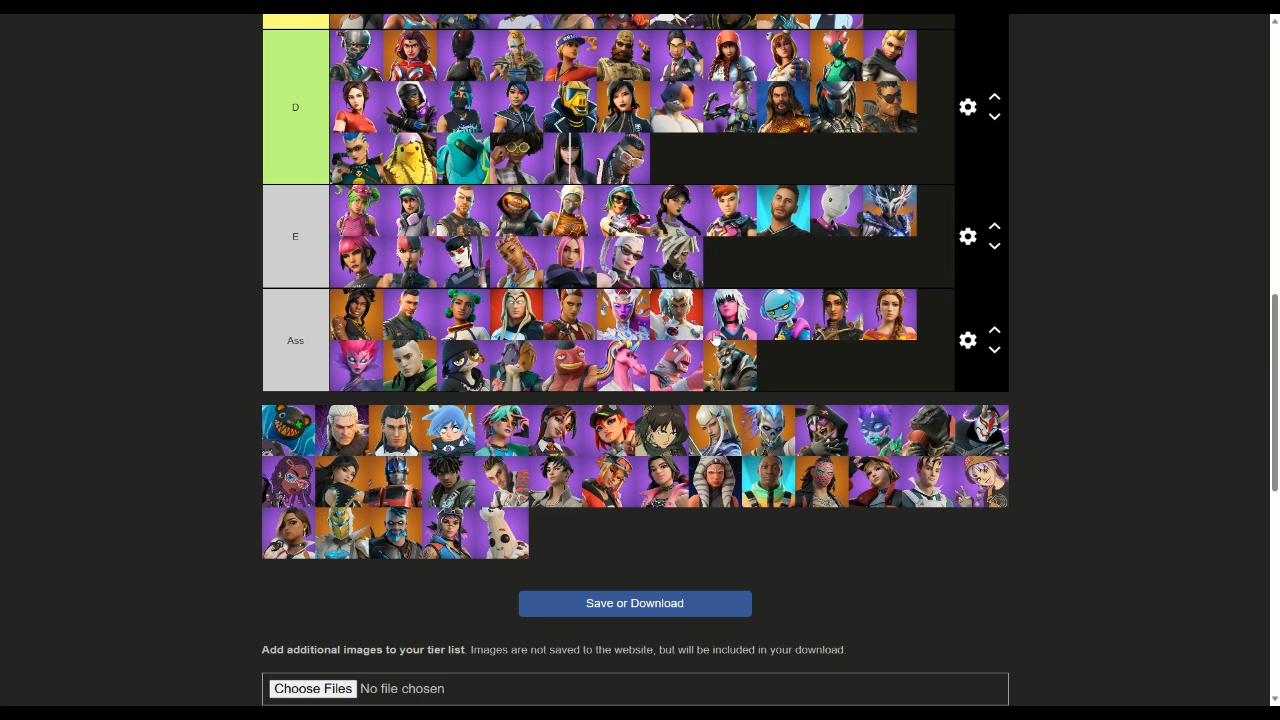 D
E
Ass
Save or Download
Add additional images to your tier list. Images are not saved to the website, but will be included in your download.
Choose Files No file chosen